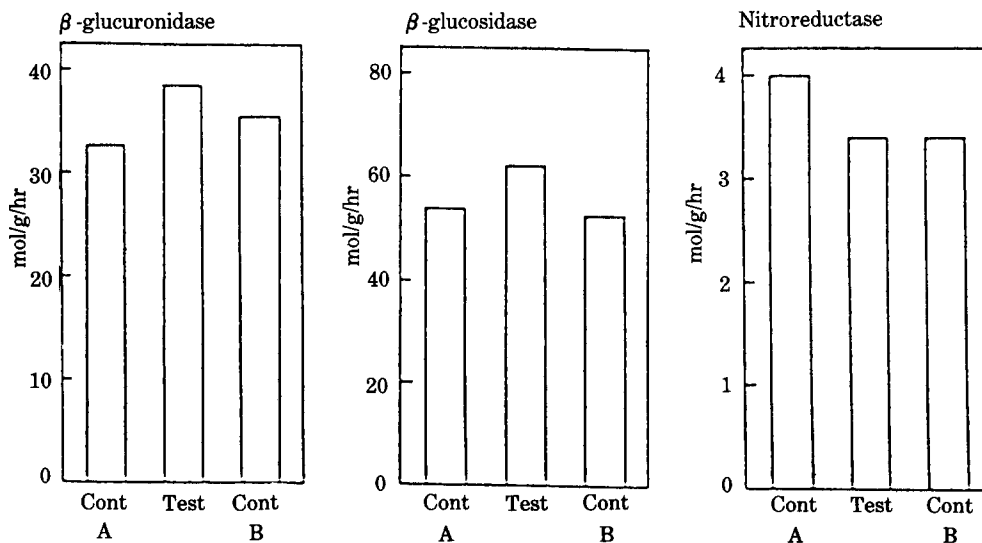 β-glucuronidase
40
30
20
10
0
mol/g/hr
Cont Test Cont
A B
β-glucosidase
80
60
40
20
0
mol/g/hr
Cont Test Cont
A B
Nitroreductase
4
3
2
1
0
mol/g/hr
Cont Test Cont
A B